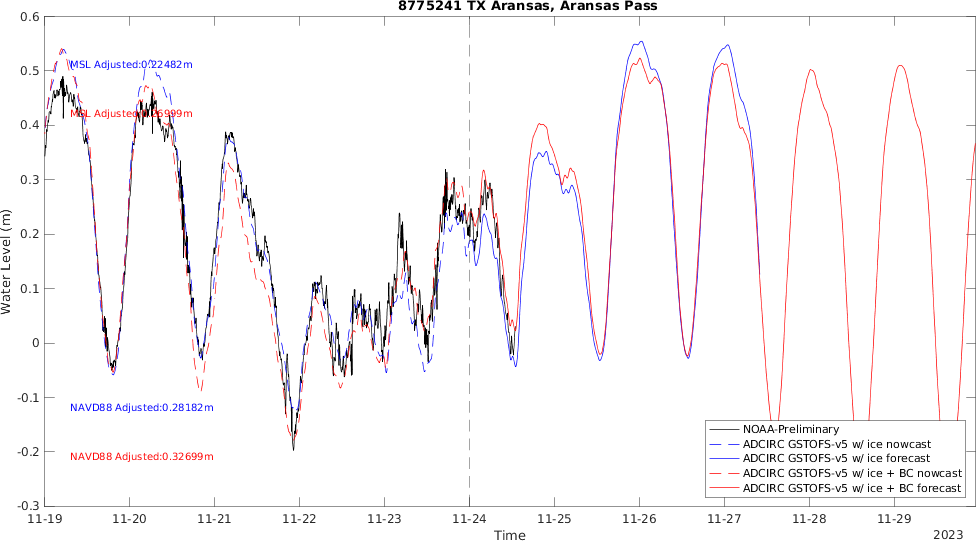 8775241 TX Aransas, Aransas Pass
0.6
0.5
0.4
0.3
0.2
0.1
0
-0.1
-0.2
-0.3
Water Level (m)
MSL Adjusted:0.22482m
MSL Adjusted:0.26999m
NAVD88 Adjusted:0.28182m
NAVD88 Adjusted:0.32699m
NOAA-Preliminary
ADCIRC GSTOFS-v5 w/ ice nowcast
ADCIRC GSTOFS-v5 w/ ice forecast
ADCIRC GSTOFS-v5 w/ ice + BC nowcast
ADCIRC GSTOFS-v5 w/ ice + BC forecast
11-19 11-20 11-21 11-22 11-23 11-24 11-25 11-26 11-27 11-28 11-29
Time
2023